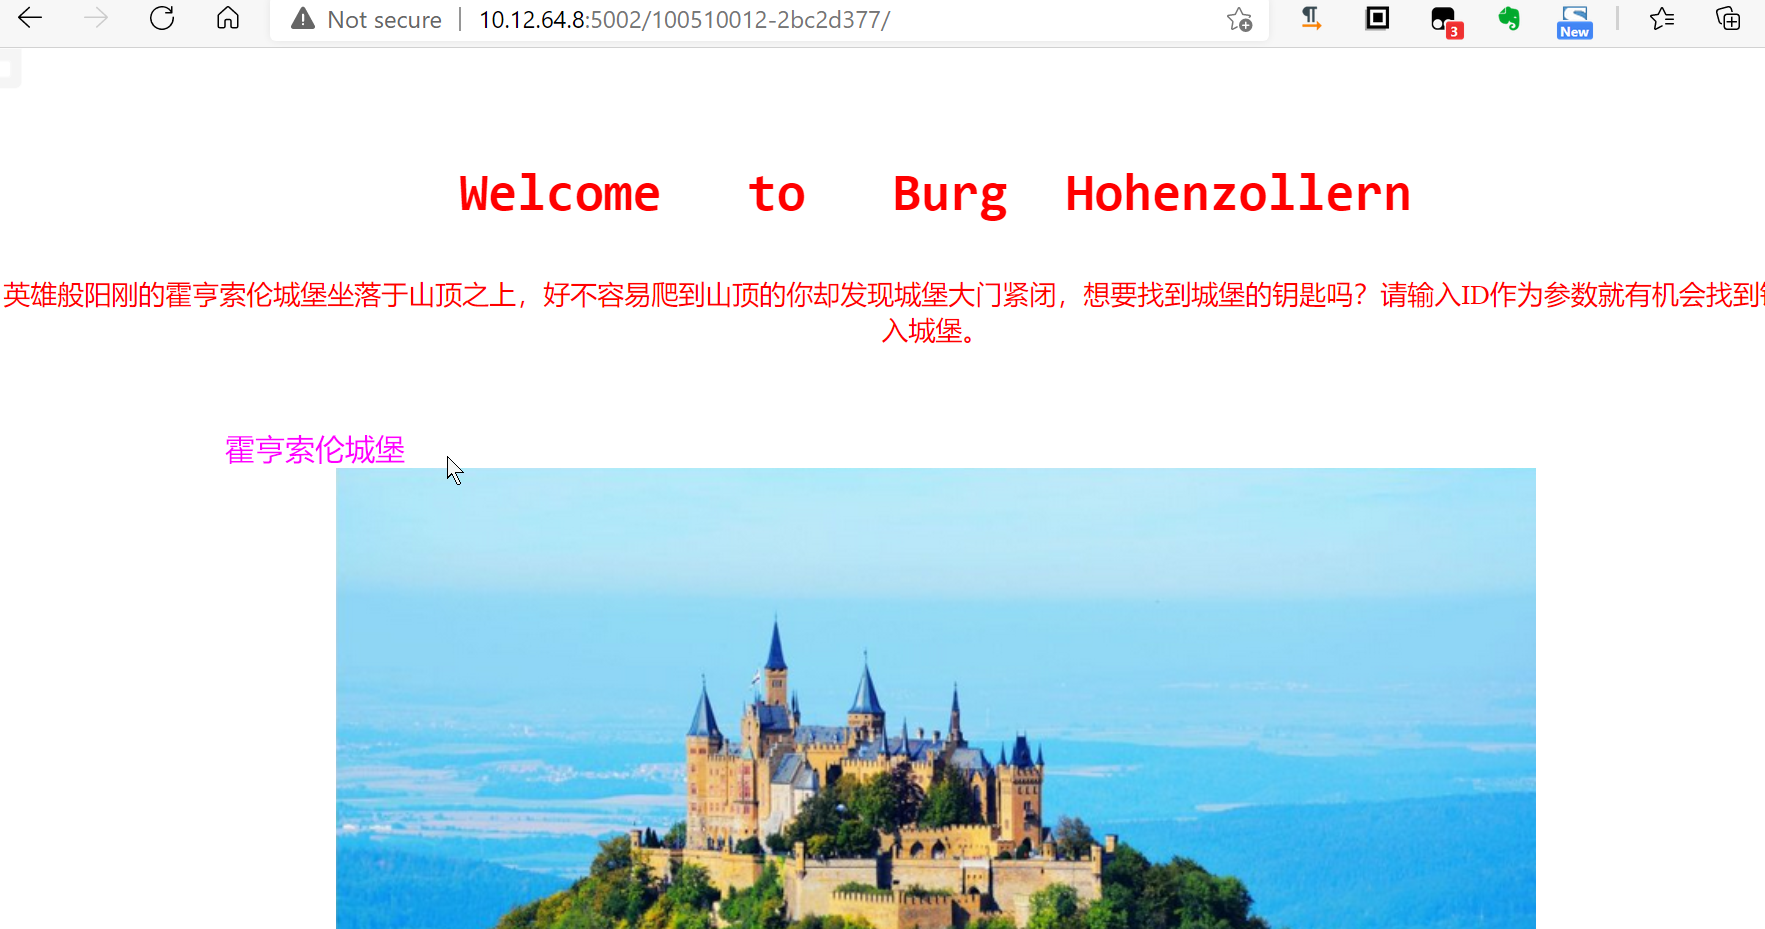 Not secure | 10.12.64.8:5002/100510012-2bc2d377/
3
New
Welcome to Burg Hohenzollern
英雄般阳刚的霍亨索伦城堡坐落于山顶之上，好不容易爬到山顶的你却发现城堡大门紧闭，想要找到城堡的钥匙吗？请输入ID作为参数就有机会找到
入城堡。
霍亨索伦城堡